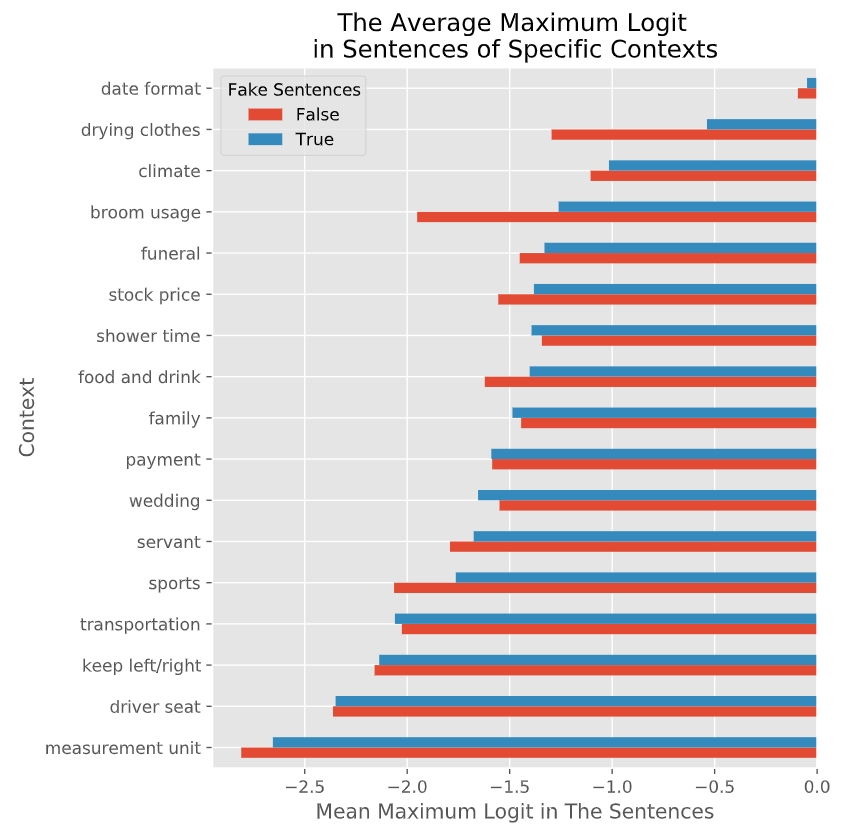 The Average Maximum Logit
in Sentences of Specific Contexts
Fake Sentences
False
True
date format
drying clothes
climate
broom usage
funeral
stock price
shower time
food and drink
family
payment
wedding
servant
sports
transportation
keep left/right
driver seat
measurement unit
Context
−2.5 −2.0 −1.5 −1.0 −0.5 0.0
Mean Maximum Logit in The Sentences